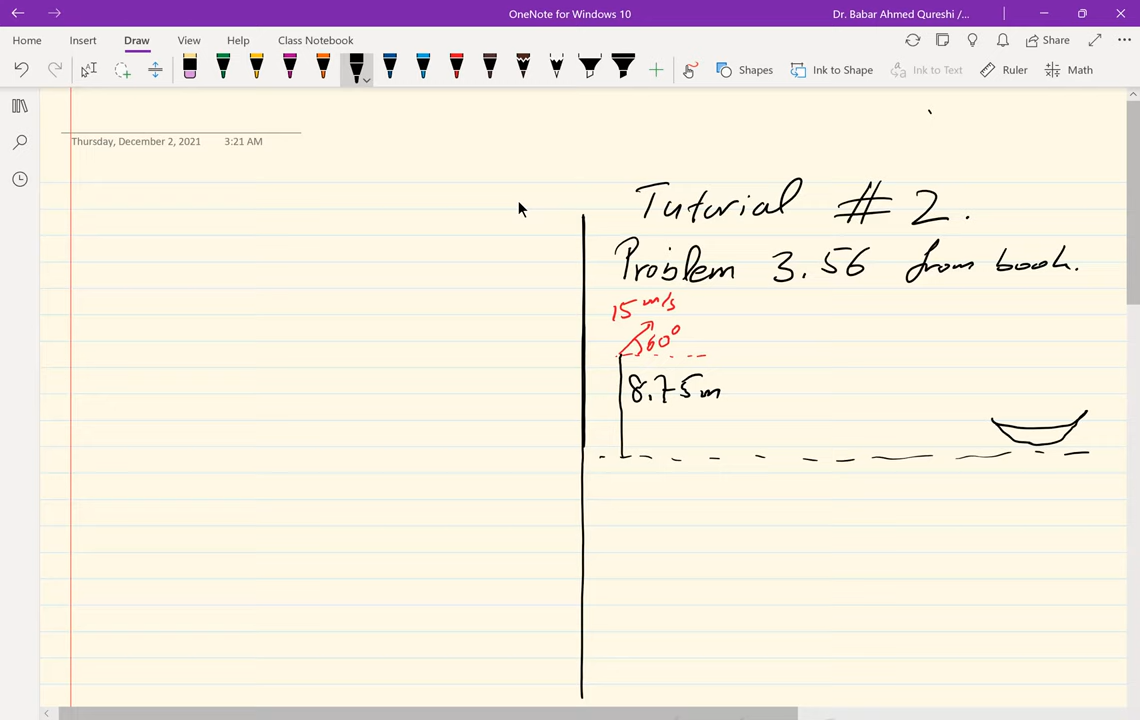 OneNote for Windows 10
Dr. Babar Ahmed Qureshi /...
Home Insert Draw View Help Class Notebook
Share
Shapes Ink to Shape Ink to Text Ruler Math
Thursday, December 2, 2021 3:21 AM
Tutorial # 2.
Problem 3.56 from book.
15 m/s
60°
8.75m